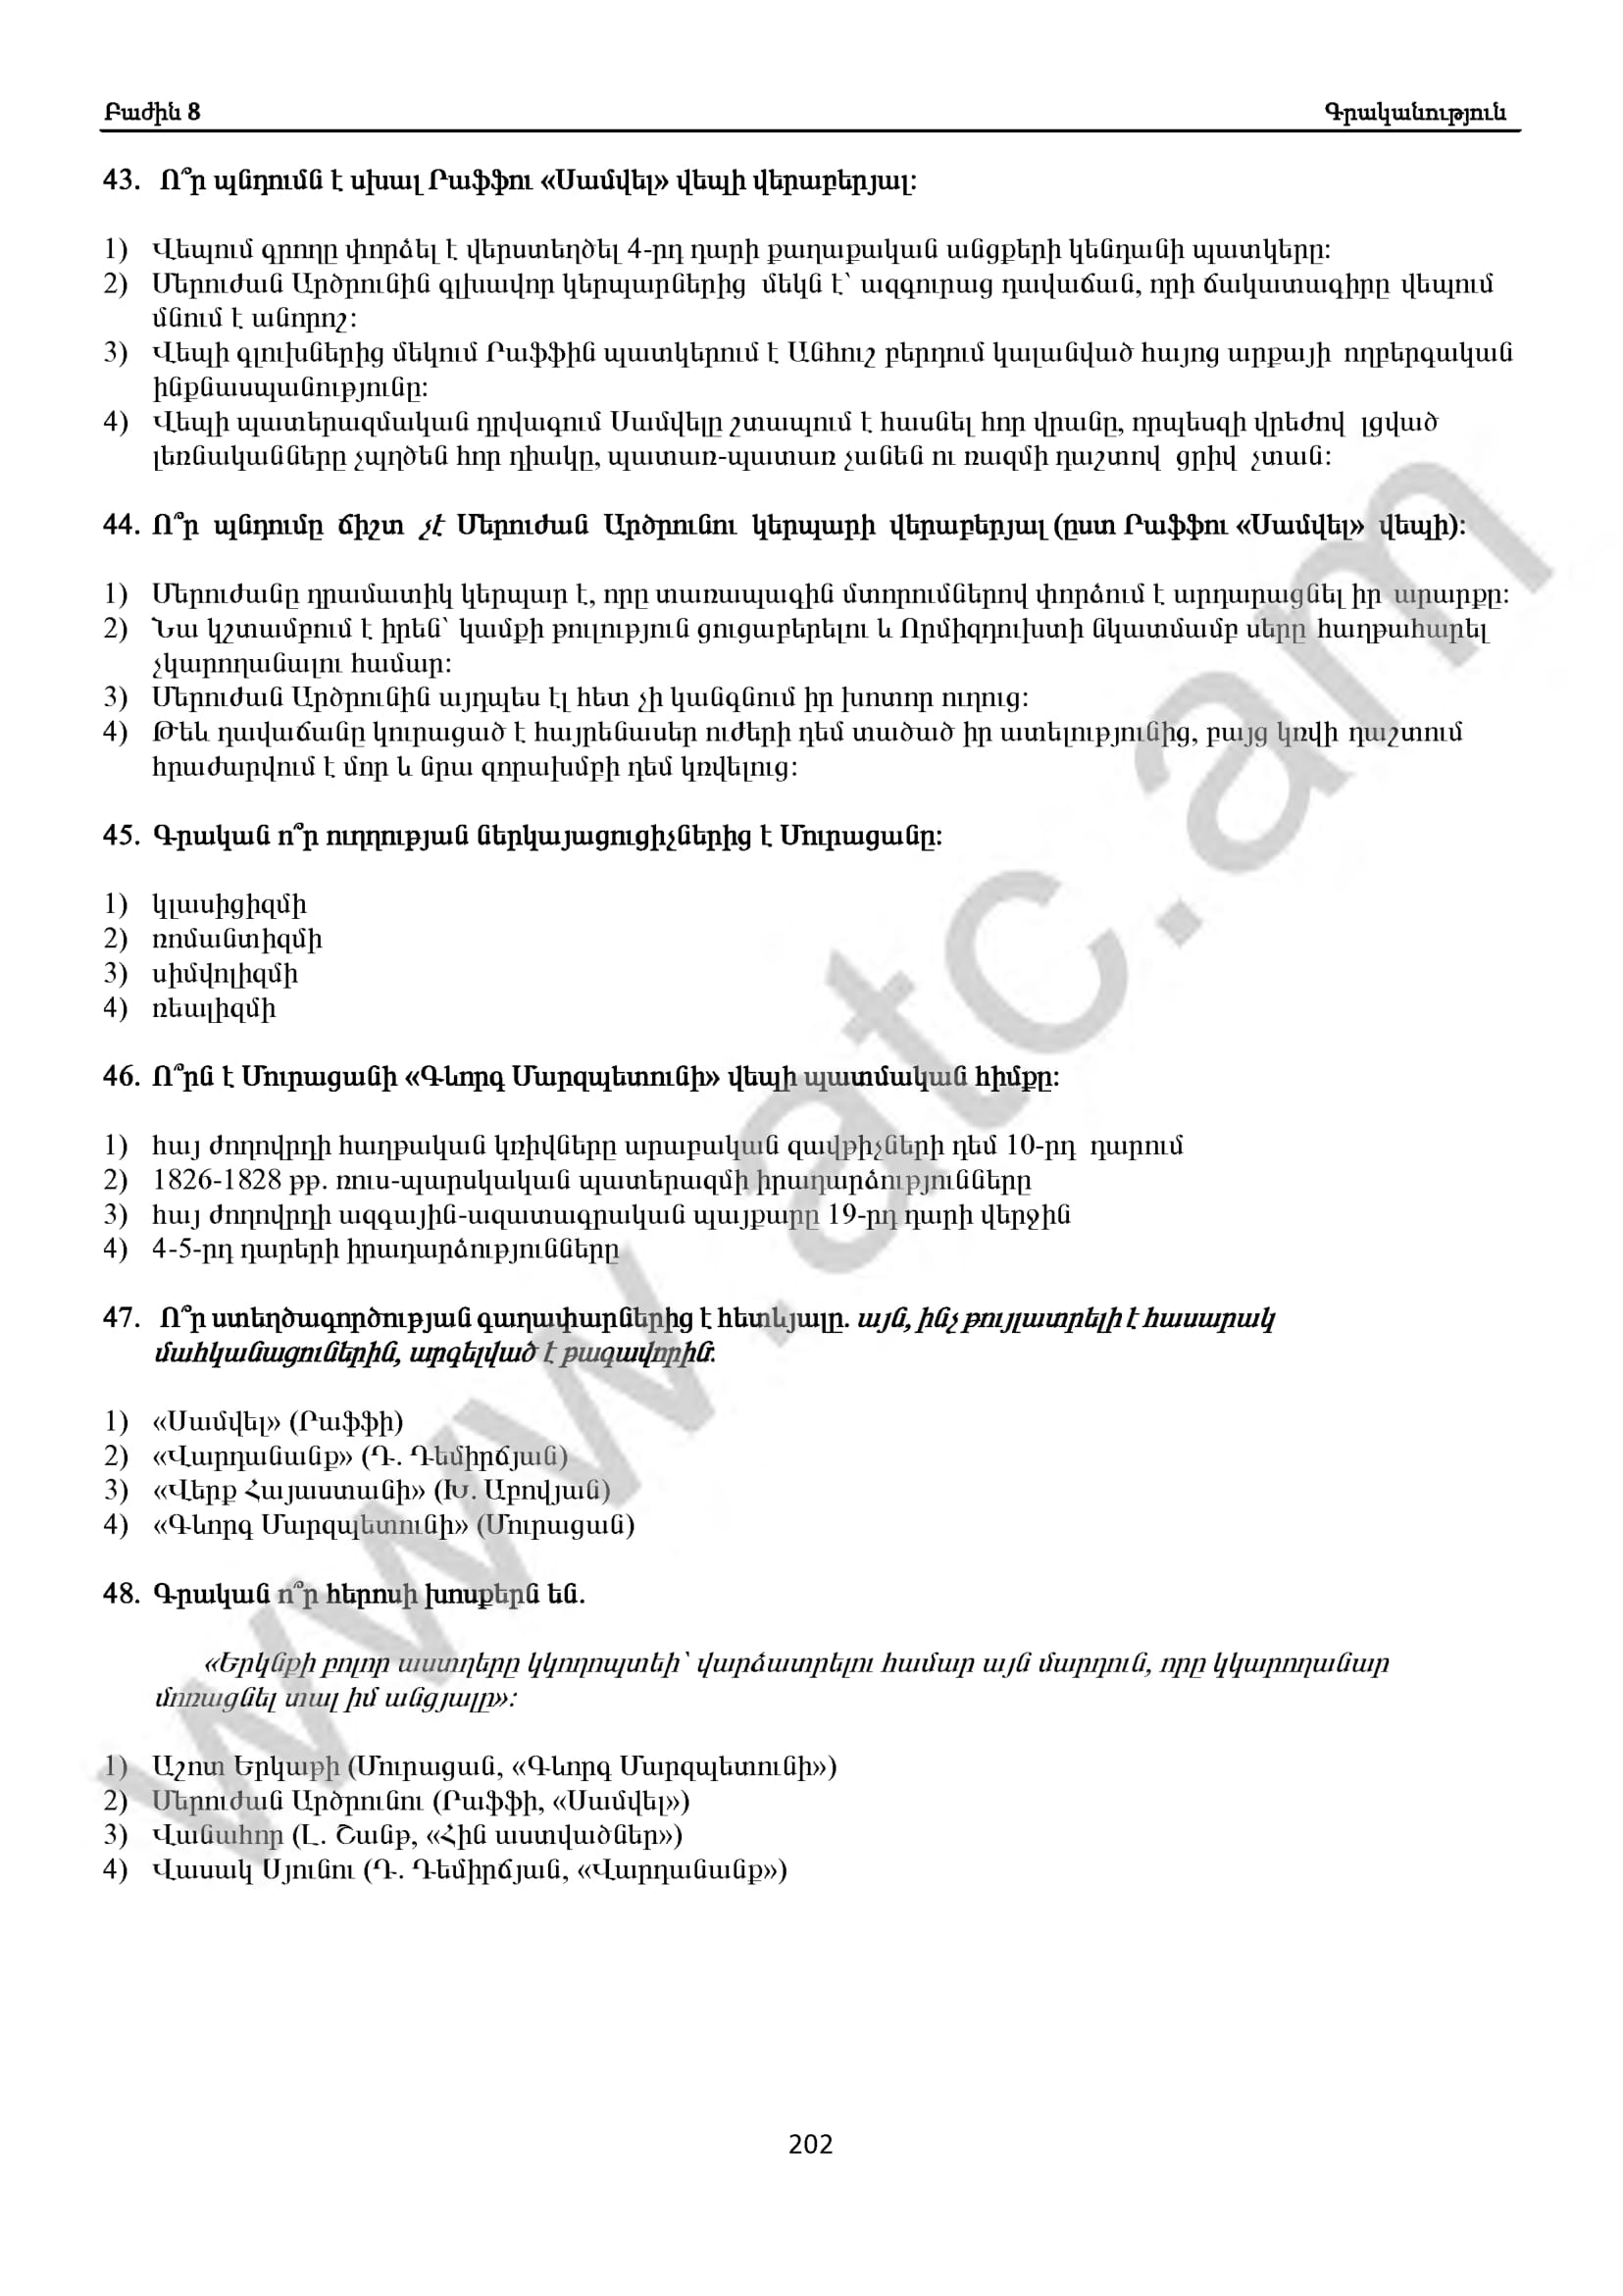 Բաժին 8
Գրականություն
43. Ո՞ր պնդումն է սխալ Րաֆֆու «Սամվել» վեպի վերաբերյալ:
1) Վեպում գրողը փորձել է վերստեղծել 4-րդ դարի քաղաքական անցքերի կենդանի պատկերը:
2) Մերուժան Արծրունին գլխավոր կերպարներից մեկն է՝ ազգուրաց դավաճան, որի ճակատագիրը վեպում
մնում է անորոշ:
3) Վեպի գլուխներից մեկում Րաֆֆին պատկերում է Անհուշ բերդում կալանված հայոց արքայի ողբերգական
ինքնասպանությունը:
4) Վեպի պատերազմական դրվագում Սամվելը շտապում է հասնել հոր վրանը, որպեսզի վրեժով լցված
լեռնականները չպղծեն հոր դիակը, պատառ-պատառ չանեն ու ռազմի դաշտով ցրիվ չտան:
44. Ո՞ր պնդումը ճիշտ չէ Մերուժան Արծրունու կերպարի վերաբերյալ (ըստ Րաֆֆու «Սամվել» վեպի):
1) Մերուժանը դրամատիկ կերպար է, որը տառապագին մտորումներով փորձում է արդարացնել իր արարքը:
2) Նա կշտամբում է իրեն՝ կամքի թուլություն ցուցաբերելու և Որմիզդուխտի նկատմամբ սերը հաղթահարել
չկարողանալու համար:
3) Մերուժան Արծրունին այդպես էլ հետ չի կանգնում իր խոտոր ուղուց:
4) Թեև դավաճանը կուրացած է հայրենասեր ուժերի դեմ տածած իր ատելությունից, բայց կռվի դաշտում
հրաժարվում է մոր և նրա զորախմբի դեմ կռվելուց:
45. Գրական ո՞ր ուղղության ներկայացուցիչներից է Մուրացանը:
1) կլասիցիզմի
2) ռոմանտիզմի
3) սիմվոլիզմի
4) ռեալիզմի
46. Ո՞րն է Մուրացանի «Գևորգ Մարզպետունի» վեպի պատմական հիմքը:
1) հայ ժողովրդի հաղթական կռիվները արաբական զավթիչների դեմ 10-րդ դարում
2) 1826-1828 թթ. ռուս-պարսկական պատերազմի իրադարձությունները
3) հայ ժողովրդի ազգային-ազատագրական պայքարը 19-րդ դարի վերջին
4) 4-5-րդ դարերի իրադարձությունները
47. Ո՞ր ստեղծագործության գաղափարներից է հետևյալը. այն, ինչ թույլատրելի է հասարակ
մահկանացուներին, արգելված է թագավորին:
1) «Սամվել» (Րաֆֆի)
2) «Վարդանանք» (Դ. Դեմիրճյան)
3) «Վերք Հայաստանի» (Խ. Աբովյան)
4) «Գևորգ Մարզպետունի» (Մուրացան)
48. Գրական ո՞ր հերոսի խոսքերն են.
«Երկնքի բոլոր աստղերը կկողոպտեի՝ վարձատրելու համար այն մարդուն, որը կկարողանար
մոռացնել տալ իմ անցյալը»:
1) Աշոտ Երկաթի (Մուրացան, «Գևորգ Մարզպետունի»)
2) Մերուժան Արծրունու (Րաֆֆի, «Սամվել»)
3) Վանահոր (Լ. Շանթ, «Հին աստվածներ»)
4) Վասակ Սյունու (Դ. Դեմիրճյան, «Վարդանանք»)
www.atc.am
202